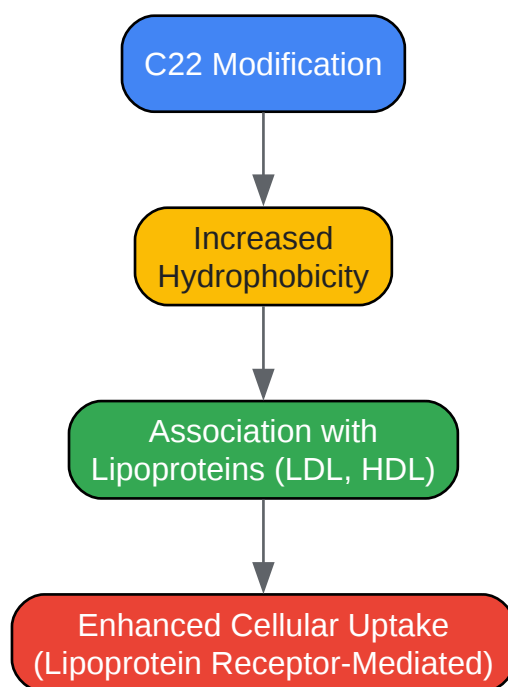 C22 Modification
Increased
Hydrophobicity
Association with
Lipoproteins (LDL, HDL)
Enhanced Cellular Uptake
(Lipoprotein Receptor-Mediated)